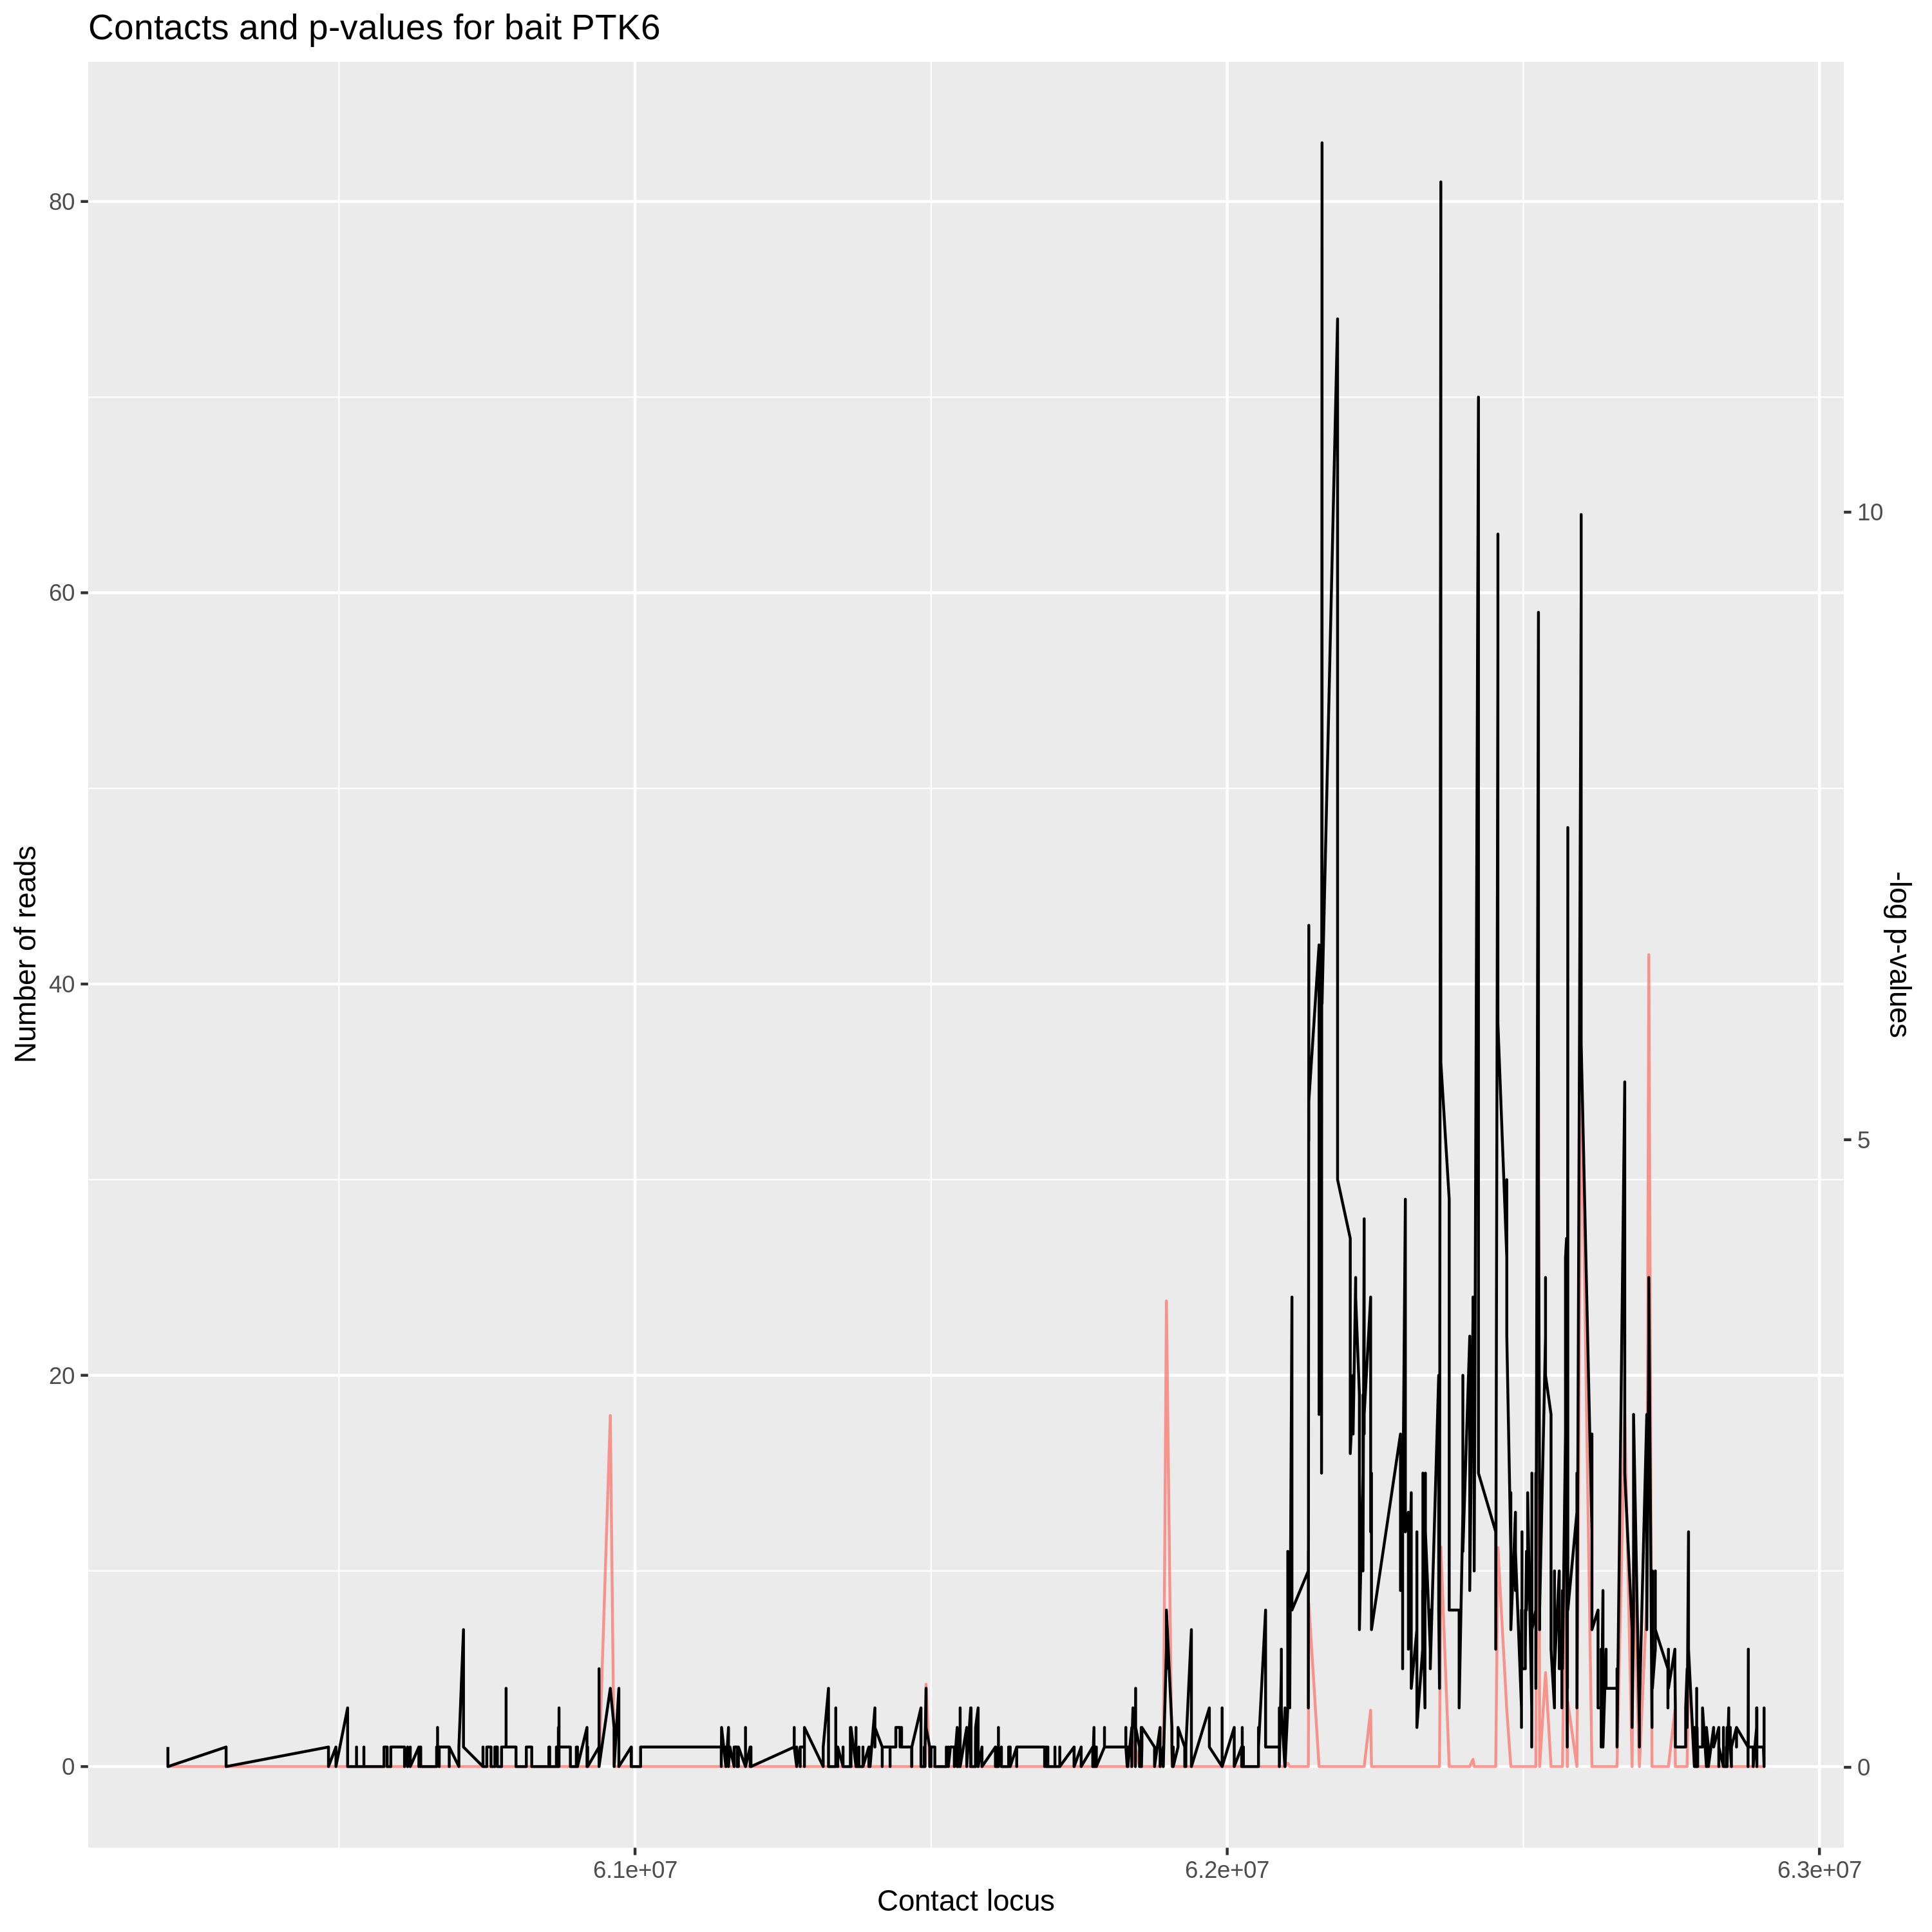 Contacts and p-values for bait PTK6
80
60
40
20
0
Number of reads
10
5
0
-log p-values
6.1e+07
6.2e+07
6.3e+07
Contact locus